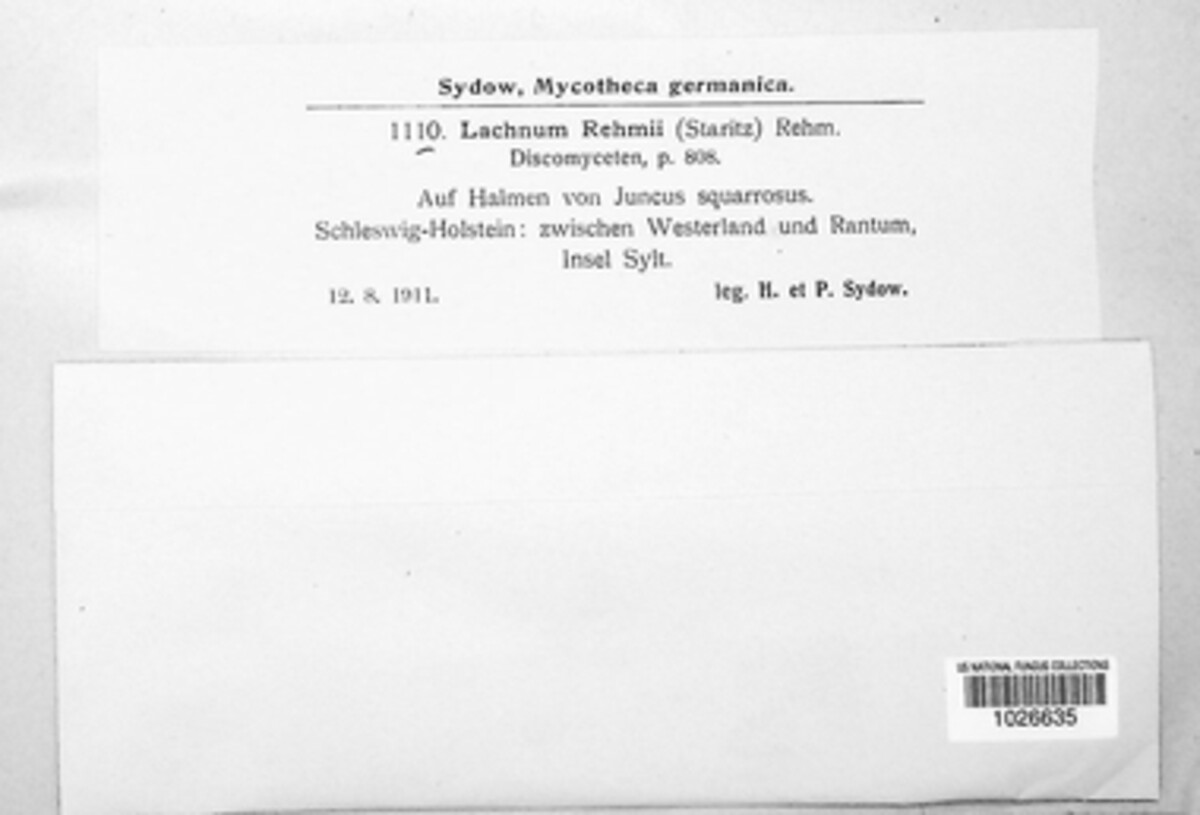 Sydow, Mycotheca germanica.
1110. Lachnum Rehmii (Staritz) Rehm.
Discomyceten, p. 808.
Auf Halmen von Juncus squarrosus.
Schleswig-Holstein: zwischen Westerland und Rantum,
Insel Sylt.
12. 8. 1911. leg. H. et P. Sydow.
US NATIONAL FUNGUS COLLECTIONS
1026635